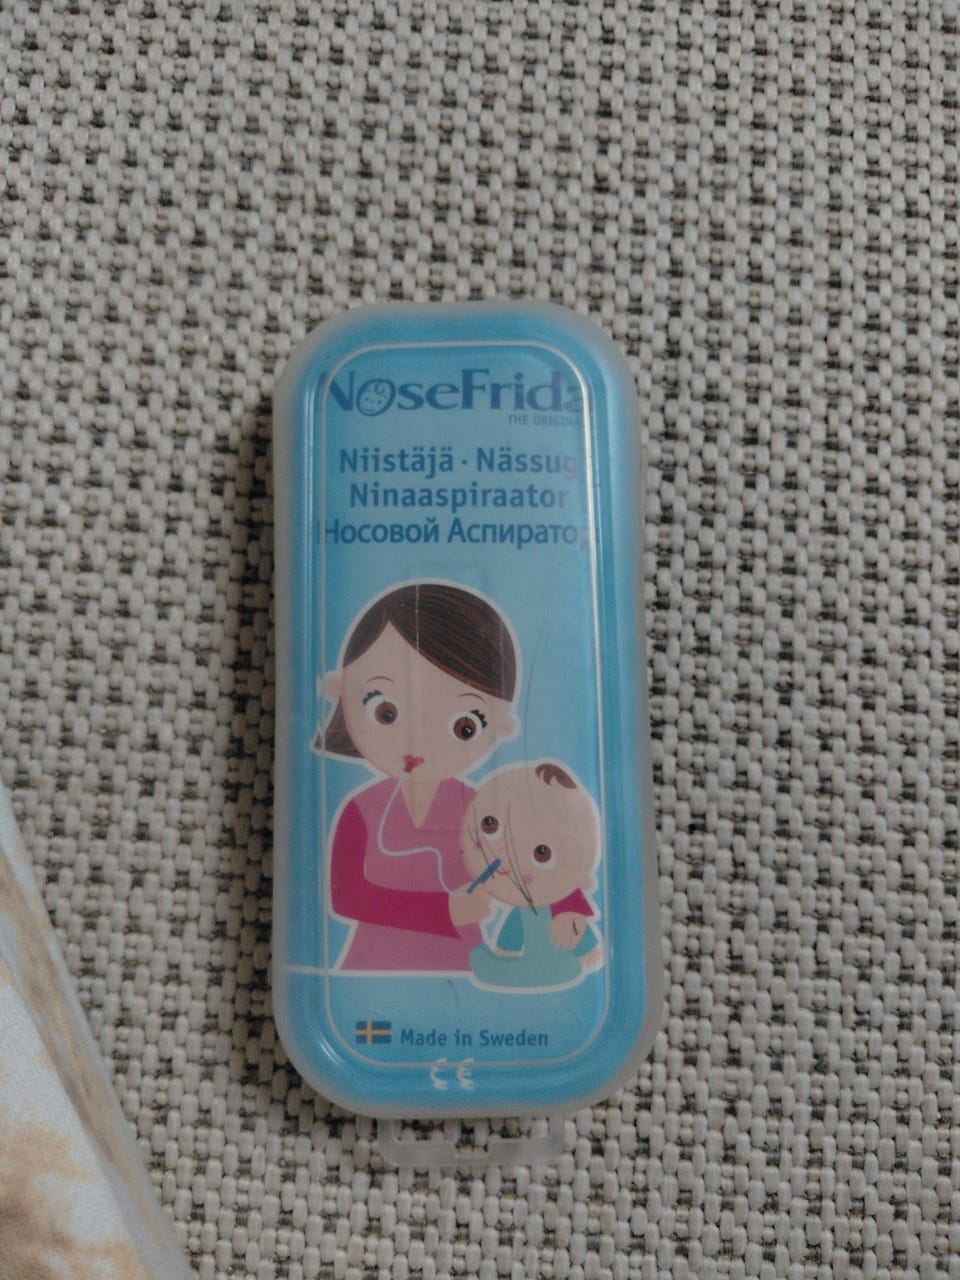 NoseFrida
THE ORIGINAL
Niistäjä · Nässug
Ninaaspiraator
Носовой Аспиратор
Made in Sweden
CE